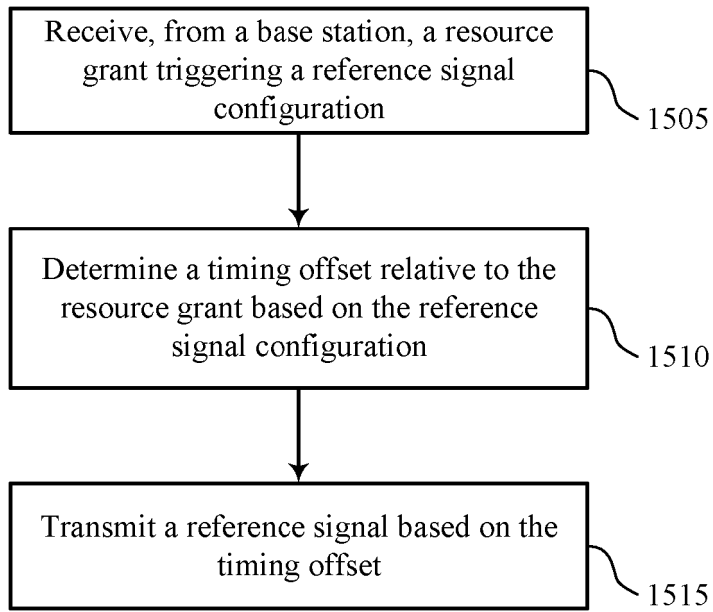 Receive, from a base station, a resource
grant triggering a reference signal
configuration
1505
Determine a timing offset relative to the
resource grant based on the reference
signal configuration
1510
Transmit a reference signal based on the
timing offset
1515